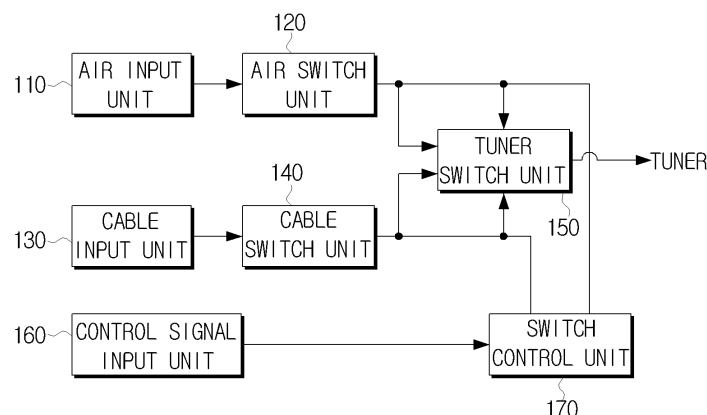 120
110
AIR INPUT
UNIT
AIR SWITCH
UNIT
TUNER
SWITCH UNIT
TUNER
150
140
130
CABLE
INPUT UNIT
CABLE
SWITCH UNIT
160
CONTROL SIGNAL
INPUT UNIT
SWITCH
CONTROL UNIT
170